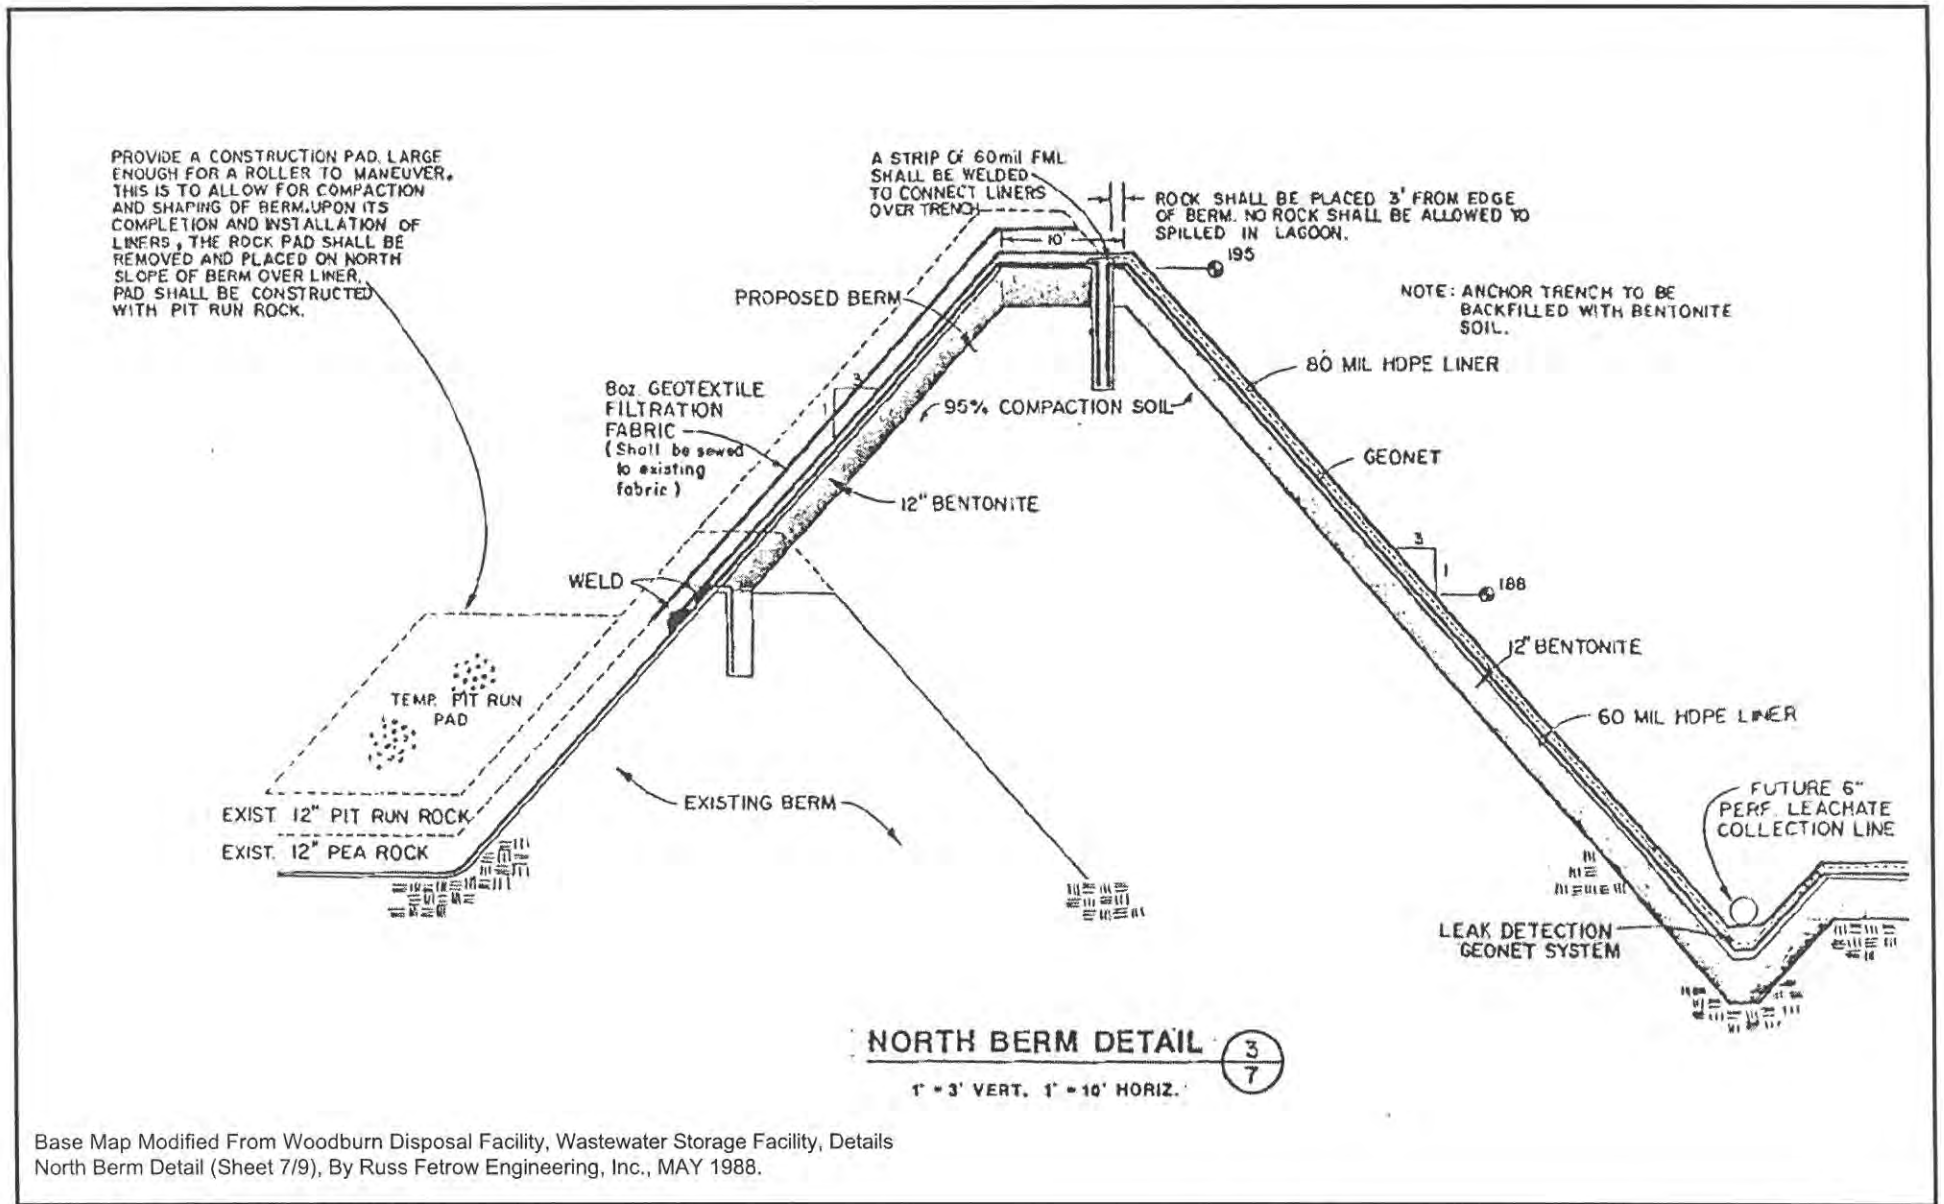 PROVIDE A CONSTRUCTION PAD. LARGE
ENOUGH FOR A ROLLER TO MANEUVER.
THIS IS TO ALLOW FOR COMPACTION
AND SHAPING OF BERM.UPON ITS
COMPLETION AND INSTALLATION OF
LINERS, THE ROCK PAD SHALL BE
REMOVED AND PLACED ON NORTH
SLOPE OF BERM OVER LINER.
PAD SHALL BE CONSTRUCTED
WITH PIT RUN ROCK.
A STRIP OF 60mil FML
SHALL BE WELDED
TO CONNECT LINERS
OVER TRENCH
ROCK SHALL BE PLACED 3' FROM EDGE
OF BERM. NO ROCK SHALL BE ALLOWED TO
SPILLED IN LAGOON.
10'
195
PROPOSED BERM
NOTE: ANCHOR TRENCH TO BE
BACKFILLED WITH BENTONITE
SOIL.
80 MIL HDPE LINER
3
1
8oz. GEOTEXTILE
FILTRATION
FABRIC
(Shall be sewed
to existing
fabric)
95% COMPACTION SOIL
GEONET
12" BENTONITE
3
1
188
WELD
12" BENTONITE
TEMP. PIT RUN
PAD
60 MIL HDPE LINER
EXISTING BERM
FUTURE 6"
PERF. LEACHATE
COLLECTION LINE
EXIST. 12" PIT RUN ROCK
EXIST. 12" PEA ROCK
LEAK DETECTION
GEONET SYSTEM
NORTH BERM DETAIL
3
7
1" = 3' VERT. 1" = 10' HORIZ.
Base Map Modified From Woodburn Disposal Facility, Wastewater Storage Facility, Details
North Berm Detail (Sheet 7/9), By Russ Fetrow Engineering, Inc., MAY 1988.